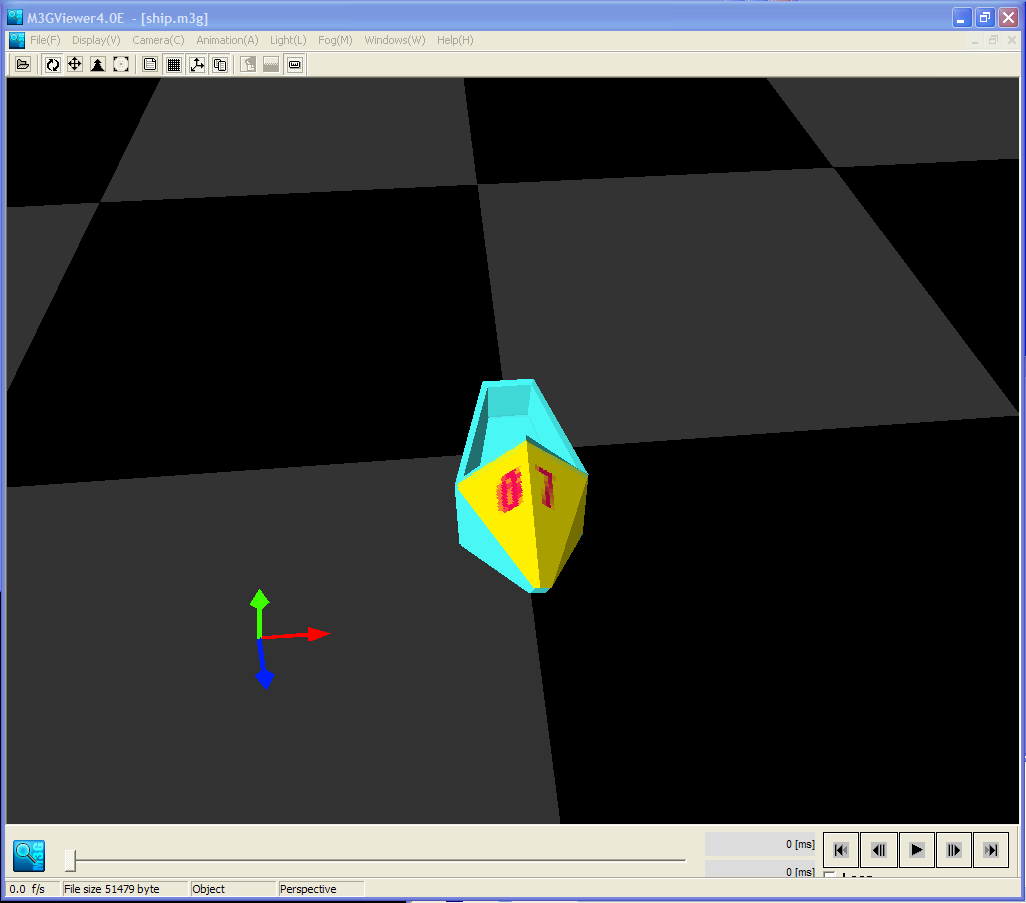 M3GViewer4.0E - [ship.m3g]
File(F) Display(V) Camera(C) Animation(A) Light(L) Fog(M) Windows(W) Help(H)
07
0 [ms]
0 [ms]
Loop
0.0 f/s File size 51479 byte Object Perspective